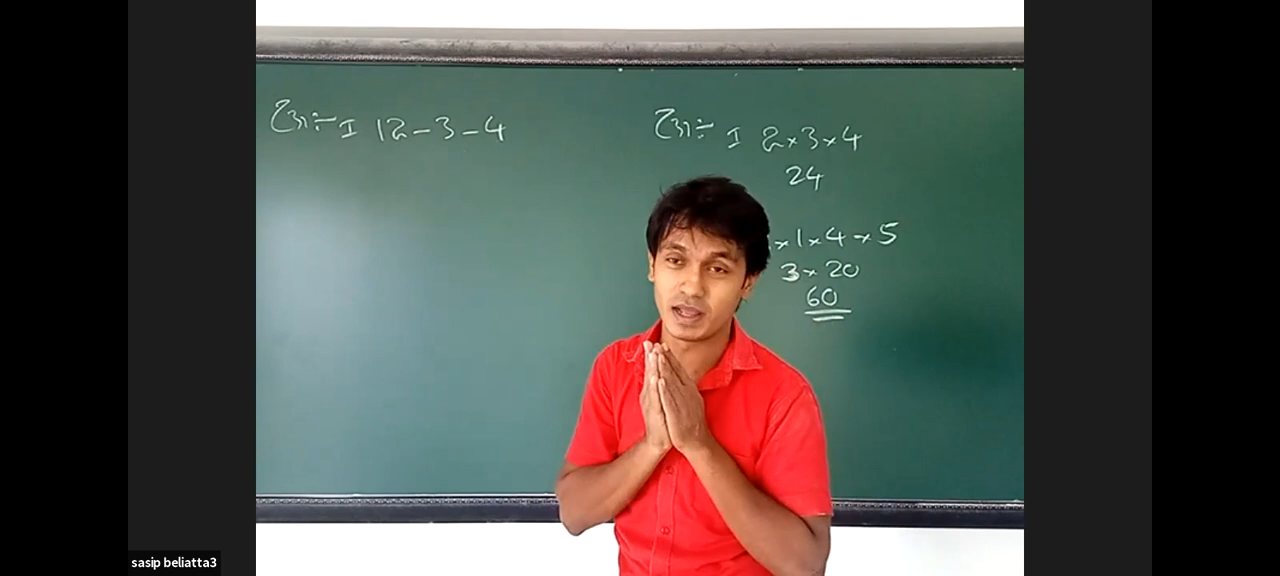 උදා:- I 12 - 3 - 4
උදා:- I 2 × 3 × 4
24
× 1 × 4 × 5
3 × 20
60
sasip beliatta3